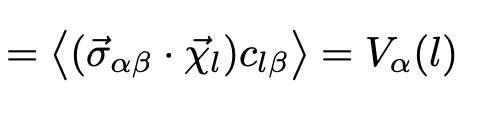 = ⟨(σ⃗_{αβ} · χ⃗_l)c_{lβ}⟩ = V_α(l)